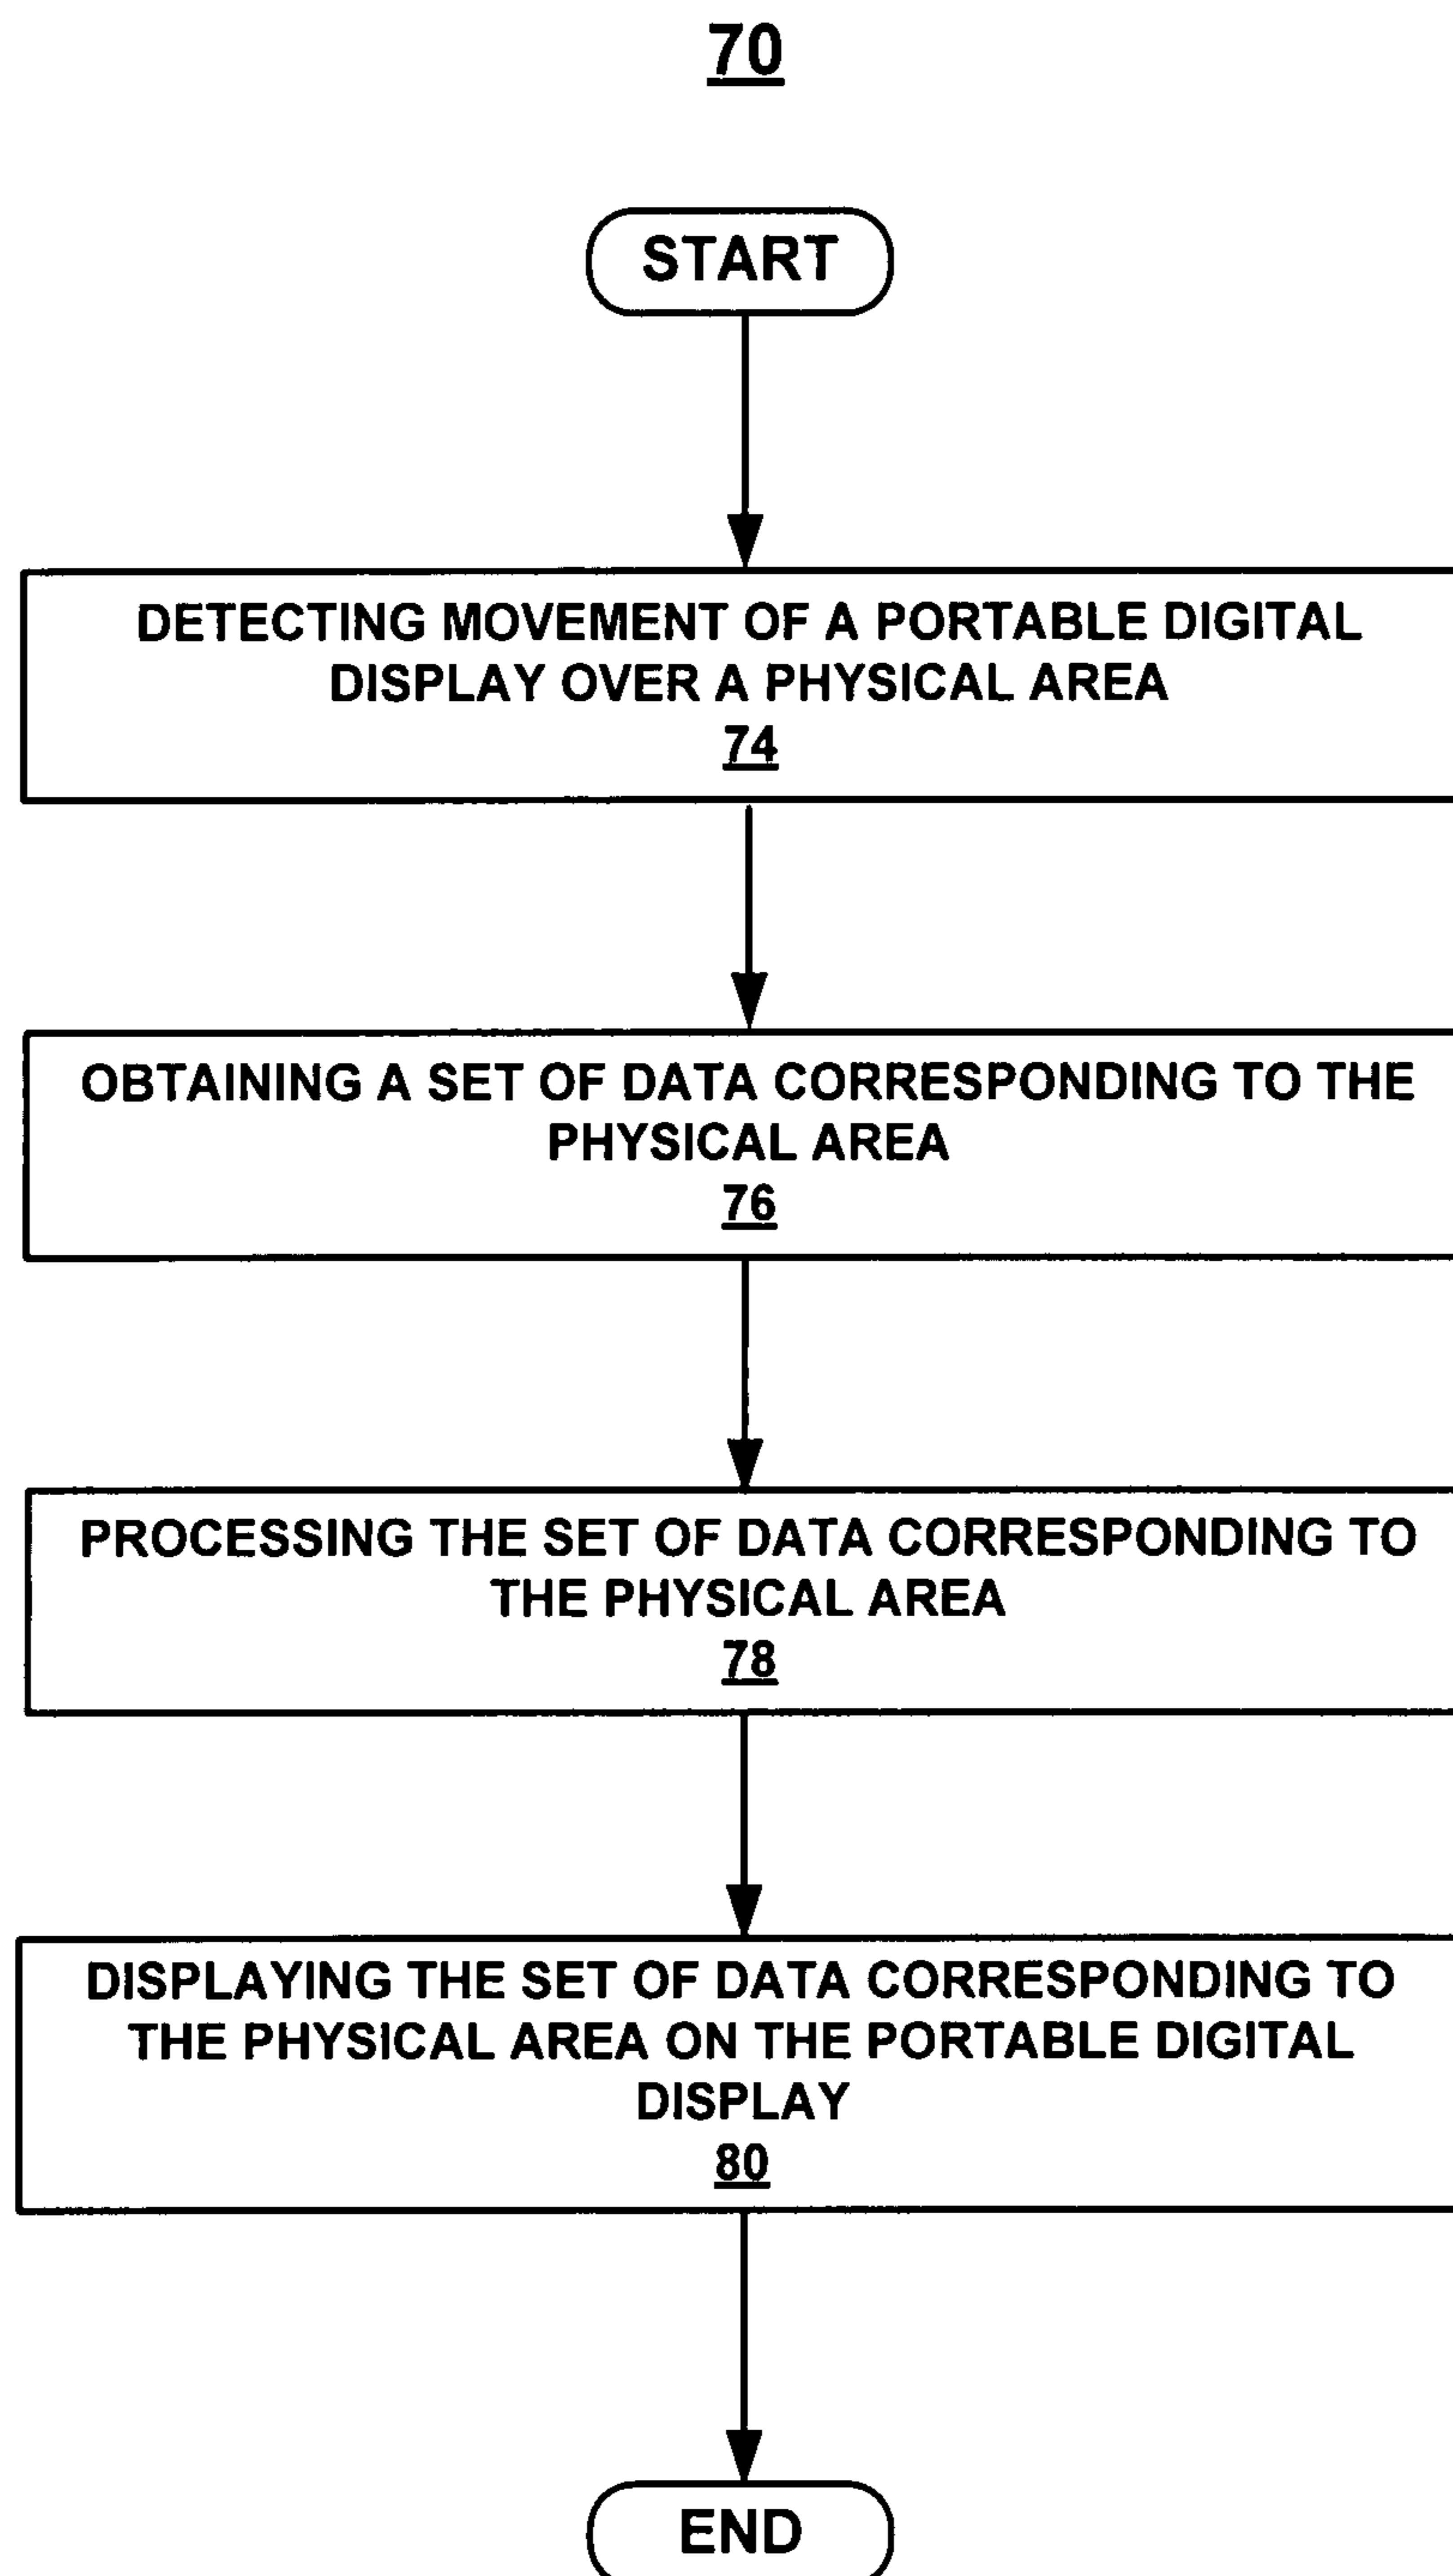 70
START
DETECTING MOVEMENT OF A PORTABLE DIGITAL
DISPLAY OVER A PHYSICAL AREA
74
OBTAINING A SET OF DATA CORRESPONDING TO THE
PHYSICAL AREA
76
PROCESSING THE SET OF DATA CORRESPONDING TO
THE PHYSICAL AREA
78
DISPLAYING THE SET OF DATA CORRESPONDING TO
THE PHYSICAL AREA ON THE PORTABLE DIGITAL
DISPLAY
80
END